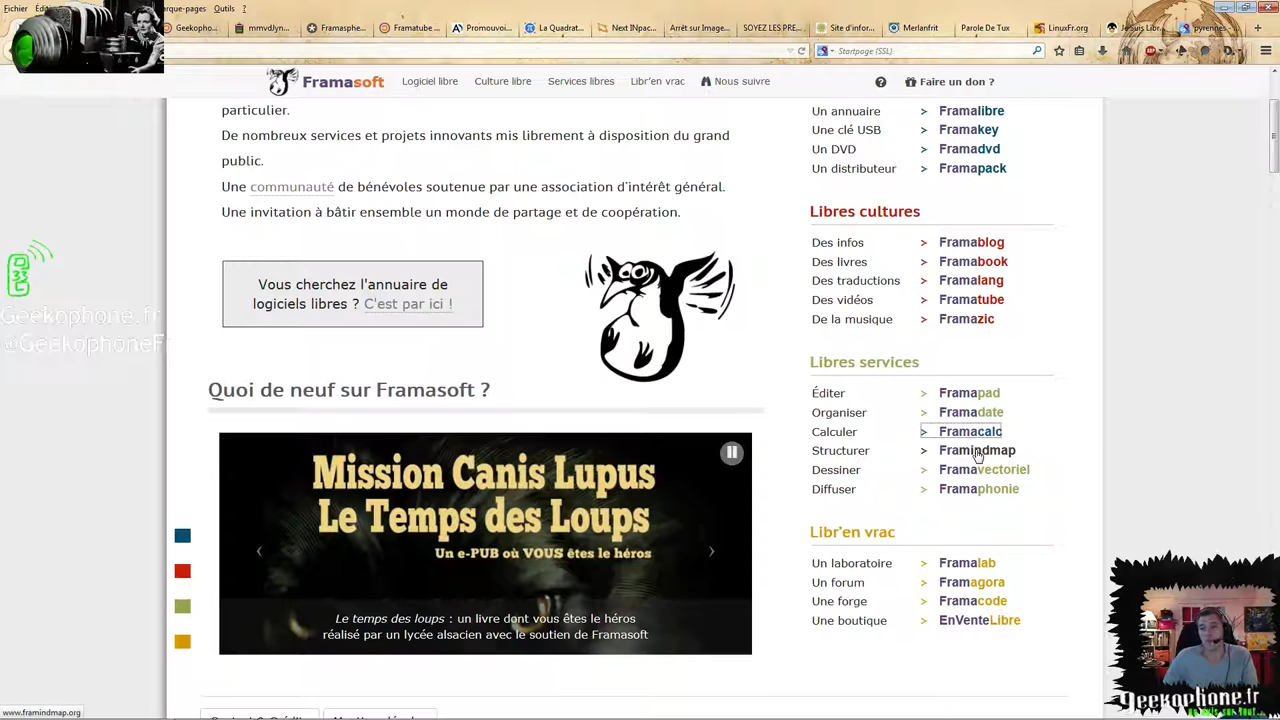 Fichier
Outils
Geekopho...
mmvdlyn...
Framasphe...
Framatube ...
Promouvoi...
La Quadrat...
Next INpac...
Arrêt sur Image...
SOYEZ LES PRE...
Site d'infor...
Merlanfrit
Parole De Tux
LinuxFr.org
pyrennes -
Startpage (SSL)
Framasoft
Logiciel libre
Culture libre
Services libres
Libr'en vrac
Nous suivre
Faire un don ?
particulier.
De nombreux services et projets innovants mis librement à disposition du grand
public.
Une communauté de bénévoles soutenue par une association d'intérêt général.
Une invitation à bâtir ensemble un monde de partage et de coopération.
Vous cherchez l'annuaire de
logiciels libres ? C'est par ici !
Quoi de neuf sur Framasoft ?
Mission Canis Lupus
Le Temps des Loups
Un e-PUB où VOUS êtes le héros
Le temps des loups : un livre dont vous êtes le héros
réalisé par un lycée alsacien avec le soutien de Framasoft
Un annuaire > Framalibre
Une clé USB > Framakey
Un DVD > Framadvd
Un distributeur > Framapack
Libres cultures
Des infos > Framablog
Des livres > Framabook
Des traductions > Framalang
Des vidéos > Framatube
De la musique > Framazic
Libres services
Éditer > Framapad
Organiser > Framadate
Calculer > Framacalc
Structurer > Framindmap
Dessiner > Framavectoriel
Diffuser > Framaphonie
Libr'en vrac
Un laboratoire > Framalab
Un forum > Framagora
Une forge > Framacode
Une boutique > EnVenteLibre
Geekophone.fr
@GeekophoneFr
www.framindmap.org
Geekophone.fr